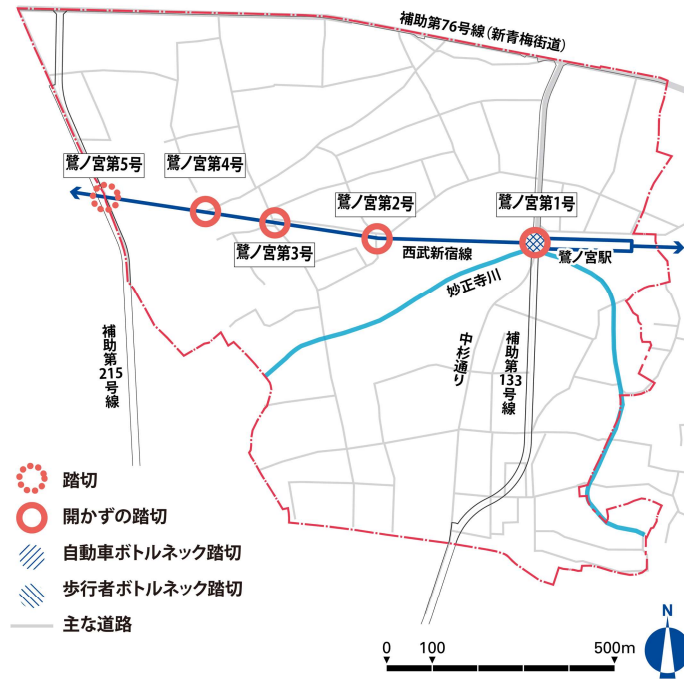 補助第76号線（新青梅街道）
鷺ノ宮第5号
鷺ノ宮第4号
鷺ノ宮第2号
鷺ノ宮第1号
鷺ノ宮第3号
西武新宿線
鷺ノ宮駅
妙正寺川
中杉通り
補助第133号線
補助第215号線
踏切
開かずの踏切
自動車ボトルネック踏切
歩行者ボトルネック踏切
主な道路
0 100 500m
N